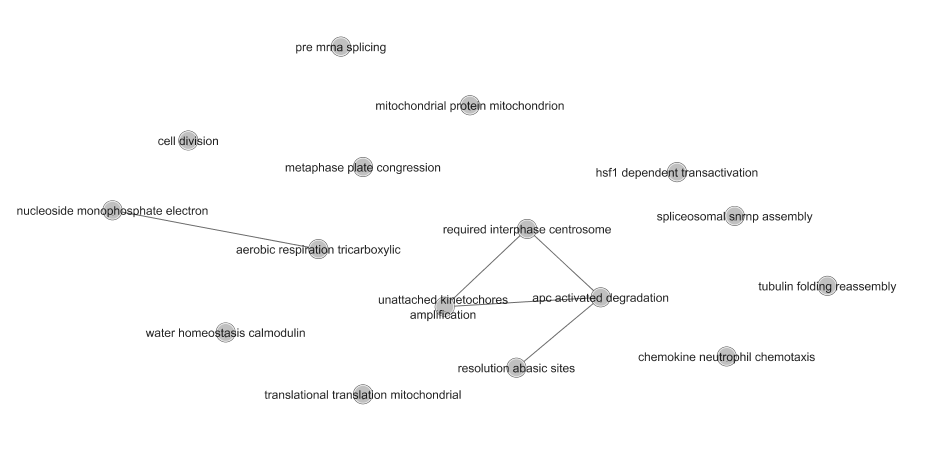 pre mrna splicing
mitochondrial protein mitochondrion
cell division
metaphase plate congression
hsf1 dependent transactivation
nucleoside monophosphate electron
spliceosomal snrnp assembly
required interphase centrosome
aerobic respiration tricarboxylic
tubulin folding reassembly
unattached kinetochores
amplification
apc activated degradation
water homeostasis calmodulin
chemokine neutrophil chemotaxis
resolution abasic sites
translational translation mitochondrial